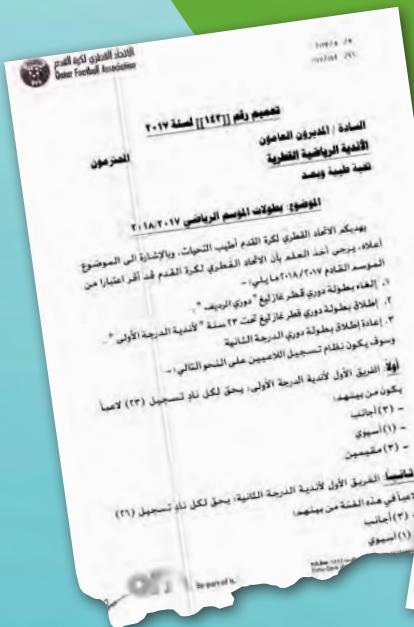 الاتحاد القطري لكرة القدم
Qatar Football Association
تعميم رقم [[١٤٢]] لسنة ٢٠١٧
السادة / المديرون العامون
الأندية الرياضية القطرية المحترمون
تحية طيبة وبعد
الموضوع: بطولات الموسم الرياضي ٢٠١٨/٢٠١٧
يهديكم الاتحاد القطري لكرة القدم أطيب التحيات، وبالإشارة الى الموضوع
أعلاه، يرجى أخذ العلم بأن الاتحاد القطري لكرة القدم قد أقر اعتبارا من
الموسم القادم ٢٠١٨/٢٠١٧ ما يلي: -
١. إلغاء بطولة دوري قطر غاز ليغ " دوري الرديف ".
٢. إطلاق بطولة دوري قطر غاز ليغ تحت ٢٣ سنة " لأندية الدرجة الأولى ".
٣. إعادة إطلاق بطولة دوري الدرجة الثانية
وسوف يكون نظام تسجيل اللاعبين على النحو التالي: -
أولاً: الفريق الأول لأندية الدرجة الأولى: يحق لكل ناد تسجيل (٢٣) لاعباً
يكون من بينهم:
- (٣) أجانب
- (١) آسيوي
- (٣) مقيمين
ثانياً: الفريق الأول لأندية الدرجة الثانية: يحق لكل ناد تسجيل (٢٦)
لاعباً في هذه الفئة من بينهم:
- (٣) أجانب
(١) آسيوي
be part of it.